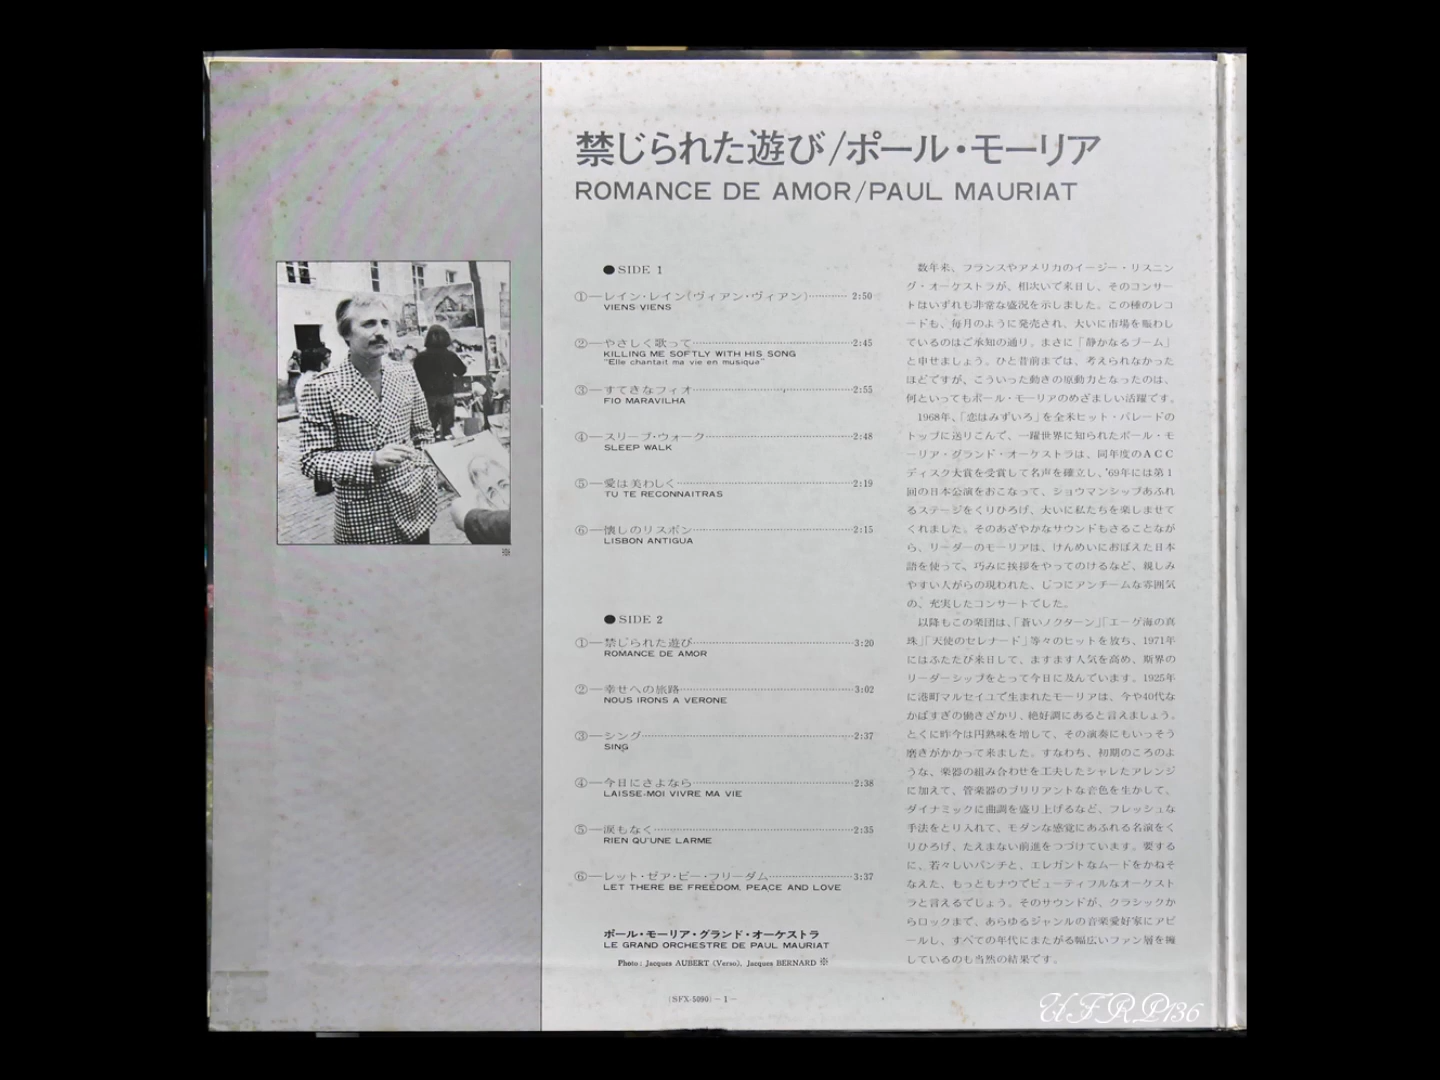 禁じられた遊び/ポール・モーリア
ROMANCE DE AMOR/PAUL MAURIAT
●SIDE 1
①—レイン・レイン(ヴィアン・ヴィアン)………2:50
VIENS VIENS
②—やさしく歌って………2:45
KILLING ME SOFTLY WITH HIS SONG
"Elle chantait ma vie en musique"
③—すてきなフィオ………2:55
FIO MARAVILHA
④—スリープ・ウォーク………2:48
SLEEP WALK
⑤—愛は美わしく………2:19
TU TE RECONNAITRAS
⑥—懐しのリスボン………2:15
LISBON ANTIGUA
●SIDE 2
①—禁じられた遊び………3:20
ROMANCE DE AMOR
②—幸せへの旅路………3:02
NOUS IRONS A VERONE
③—シング………2:37
SING
④—今日にさよなら………2:38
LAISSE-MOI VIVRE MA VIE
⑤—涙もなく………2:35
RIEN QU'UNE LARME
⑥—レット・ゼア・ビー・フリーダム………3:37
LET THERE BE FREEDOM, PEACE AND LOVE
ポール・モーリア・グランド・オーケストラ
LE GRAND ORCHESTRE DE PAUL MAURIAT
Photo: Jacques AUBERT (Verso), Jacques BERNARD ※
(SFX-5090)－1－
※
数年来、フランスやアメリカのイージー・リスニン
グ・オーケストラが、相次いで来日し、そのコンサー
トはいずれも非常な盛況を示しました。この種のレコ
ードも、毎月のように発売され、大いに市場を賑わし
ているのはご承知の通り。まさに「静かなるブーム」
と申せましょう。ひと昔前までは、考えられなかった
ほどですが、こういった動きの原動力となったのは、
何といってもポール・モーリアのめざましい活躍です。
1968年、「恋はみずいろ」を全米ヒット・パレードの
トップに送りこんで、一躍世界に知られたポール・モ
ーリア・グランド・オーケストラは、同年度のACC
ディスク大賞を受賞して名声を確立し、'69年には第1
回の日本公演をおこなって、ショウマンシップあふれ
るステージをくりひろげ、大いに私たちを楽しませて
くれました。そのあざやかなサウンドもさることなが
ら、リーダーのモーリアは、けんめいにおぼえた日本
語を使って、巧みに挨拶をやってのけるなど、親しみ
やすい人がらの現われた、じつにアンチームな雰囲気
の、充実したコンサートでした。
以降もこの楽団は、「蒼いノクターン」「エーゲ海の真
珠」「天使のセレナード」等々のヒットを放ち、1971年
にはふたたび来日して、ますます人気を高め、斯界の
リーダーシップをとって今日に及んでいます。1925年
に港町マルセイユで生まれたモーリアは、今や40代な
かばすぎの働きざかり、絶好調にあると言えましょう。
とくに昨今は円熟味を増して、その演奏にもいっそう
磨きがかかって来ました。すなわち、初期のころのよ
うな、楽器の組み合わせを工夫したシャレたアレンジ
に加えて、管楽器のブリリアントな音色を生かして、
ダイナミックに曲調を盛り上げるなど、フレッシュな
手法をとり入れて、モダンな感覚にあふれる名演をく
りひろげ、たえまない前進をつづけています。要する
に、若々しいパンチと、エレガントなムードをかねそ
なえた、もっともナウでビューティフルなオーケスト
ラと言えるでしょう。そのサウンドが、クラシックか
らロックまで、あらゆるジャンルの音楽愛好家にアピ
ールし、すべての年代にまたがる幅広いファン層を擁
しているのも当然の結果です。
UFRP136